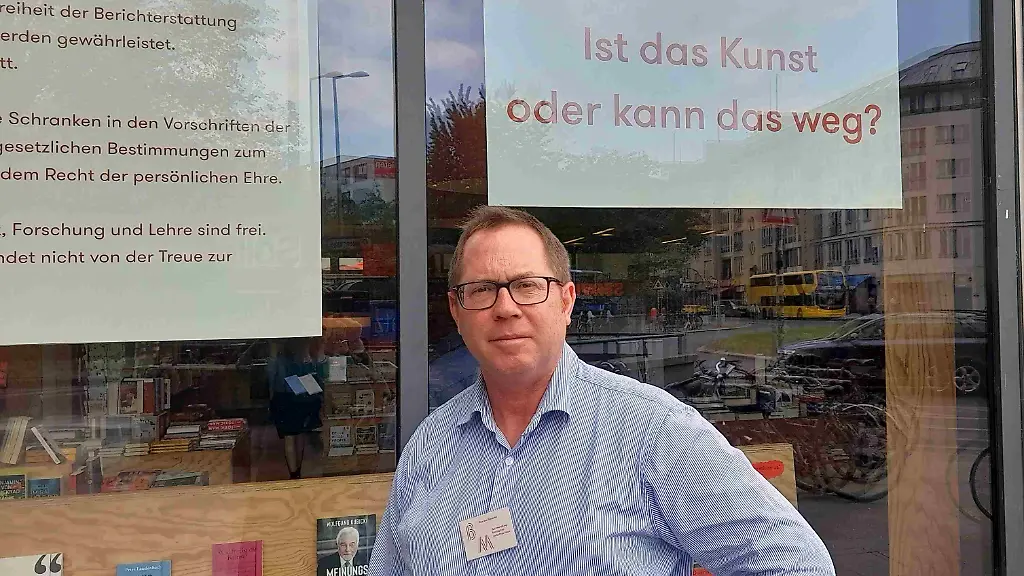 reiheit der Berichterstattung
erden gewährleistet.
tt.
e Schranken in den Vorschriften der
gesetzlichen Bestimmungen zum
dem Recht der persönlichen Ehre.
, Forschung und Lehre sind frei.
ndet nicht von der Treue zur
Ist das Kunst
oder kann das weg?
WOLFGANG KUBICKI
MEINUNGS